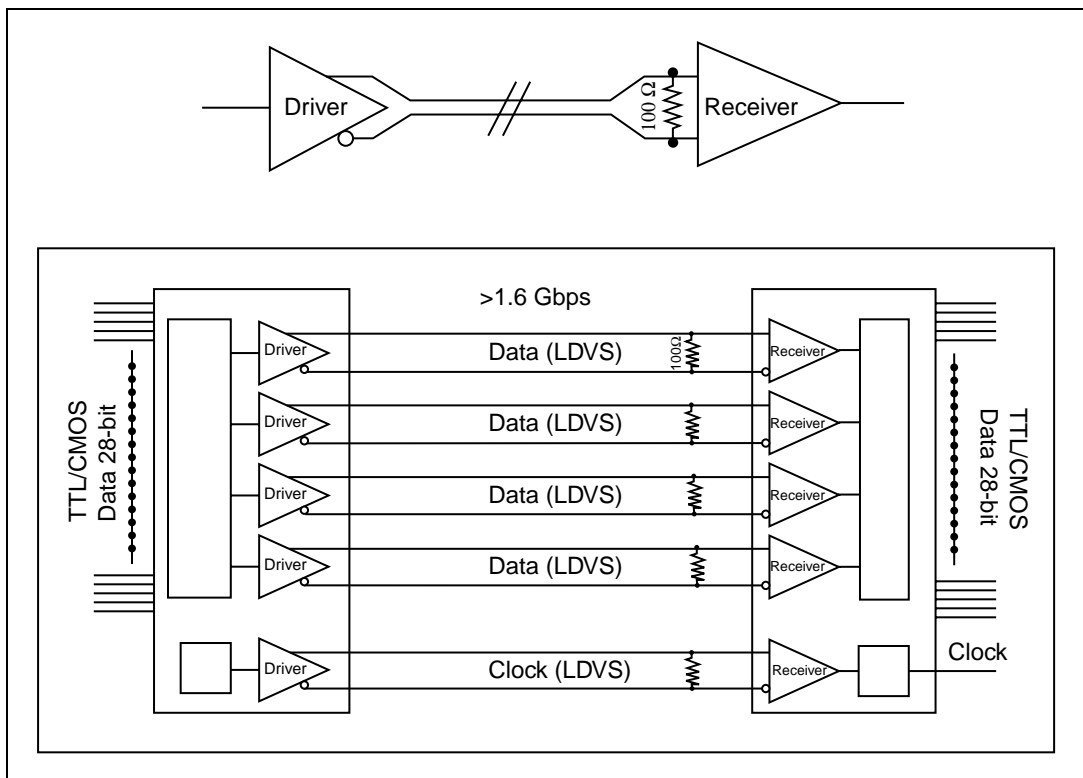 Driver
100 Ω
Receiver
>1.6 Gbps
TTL/CMOS
Data 28-bit
Driver
Data (LDVS)
100Ω
Receiver
Driver
Data (LDVS)
Receiver
Driver
Data (LDVS)
Receiver
Driver
Data (LDVS)
Receiver
TTL/CMOS
Data 28-bit
Driver
Clock (LDVS)
Receiver
Clock